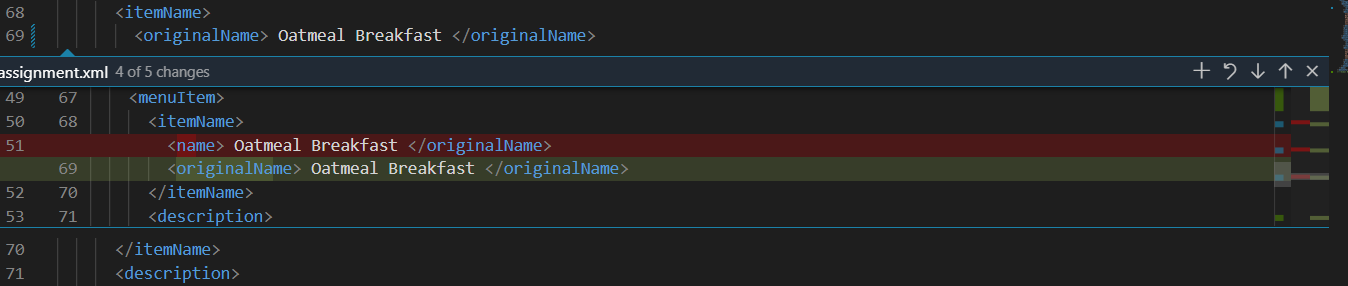 68 <itemName>
69 <originalName> Oatmeal Breakfast </originalName>
assignment.xml 4 of 5 changes
49 67 <menuItem>
50 68 <itemName>
51 <name> Oatmeal Breakfast </originalName>
69 <originalName> Oatmeal Breakfast </originalName>
52 70 </itemName>
53 71 <description>
70 </itemName>
71 <description>